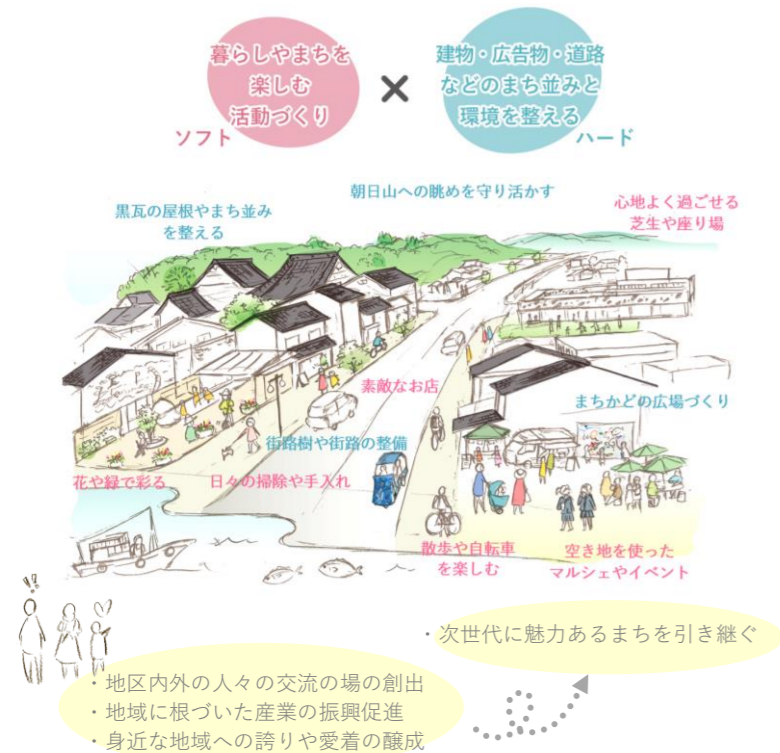 暮らしやまちを
楽しむ
活動づくり
ソフト
×
建物・広告物・道路
などのまち並みと
環境を整える
ハード
朝日山への眺めを守り活かす
黒瓦の屋根やまち並み
を整える
心地よく過ごせる
芝生や座り場
素敵なお店
まちかどの広場づくり
街路樹や街路の整備
花や緑で彩る
日々の掃除や手入れ
散歩や自転車
を楽しむ
空き地を使った
マルシェやイベント
!!
・次世代に魅力あるまちを引き継ぐ
・地区内外の人々の交流の場の創出
・地域に根づいた産業の振興促進
・身近な地域への誇りや愛着の醸成